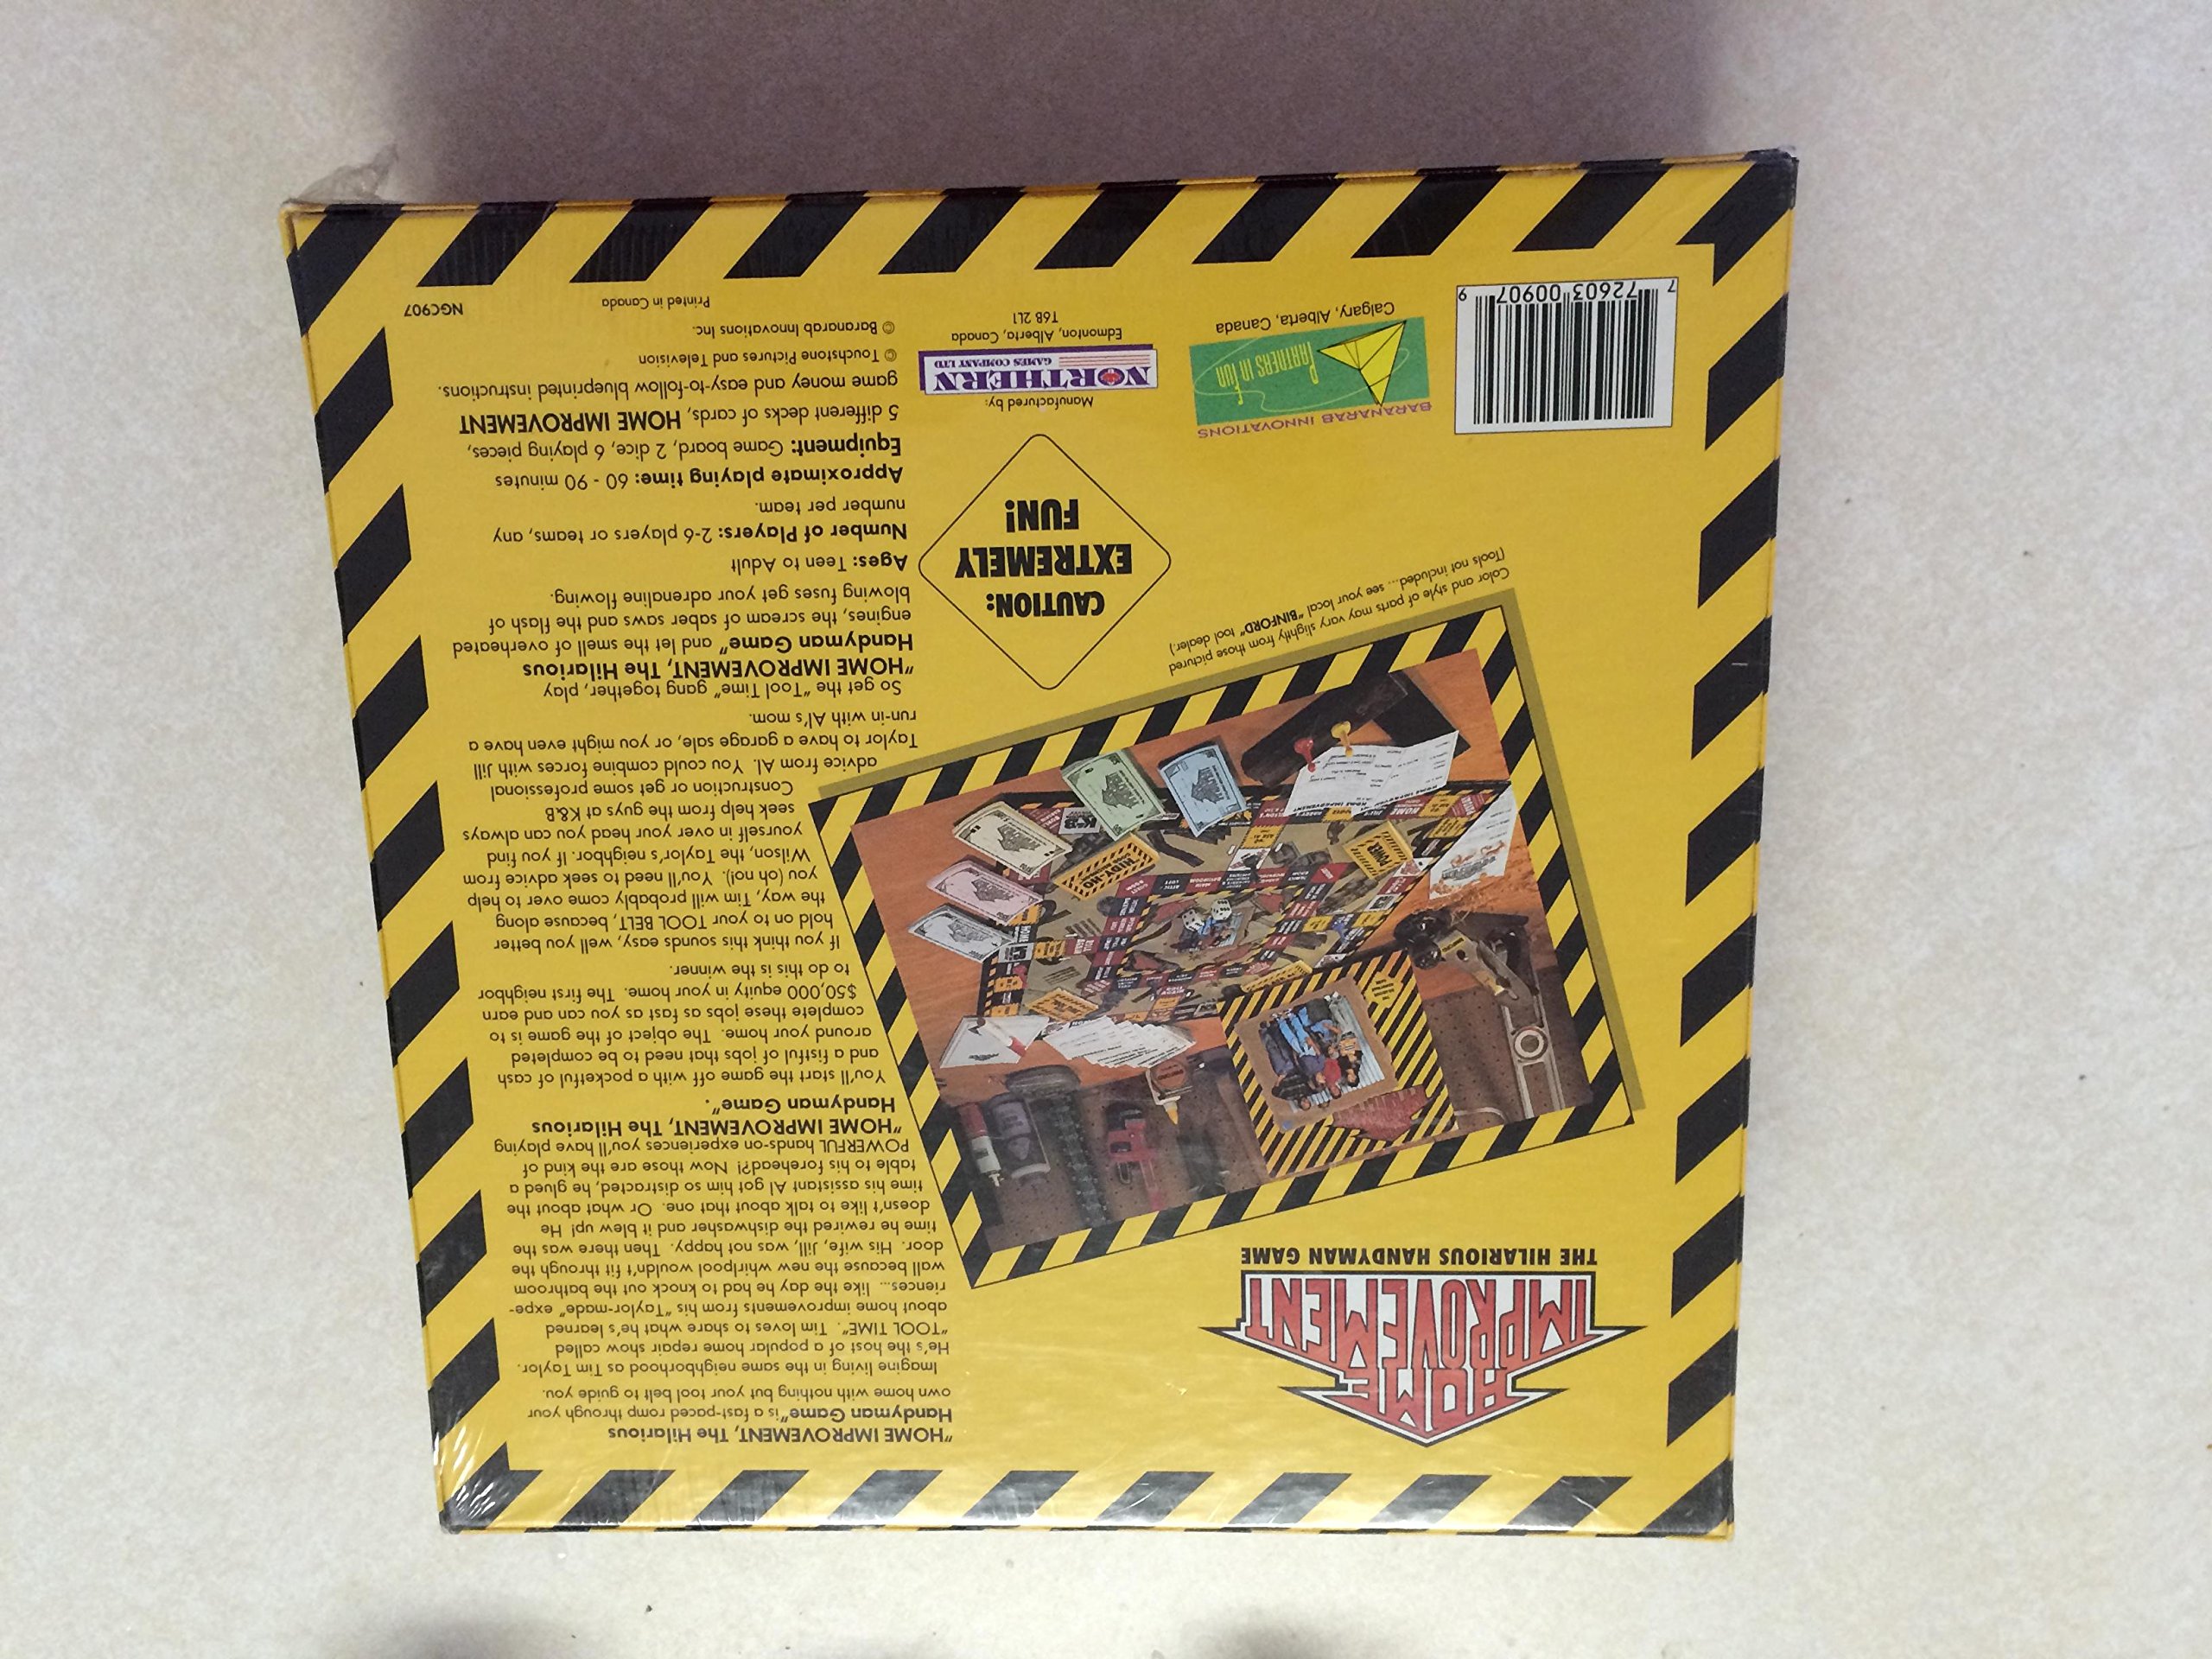 HOME
IMPROVEMENT
THE HILARIOUS HANDYMAN GAME
"HOME IMPROVEMENT, The Hilarious
Handyman Game" is a fast-paced romp through your
own home with nothing but your tool belt to guide you.
Imagine living in the same neighborhood as Tim Taylor.
He's the host of a popular home repair show called
"TOOL TIME". Tim loves to share what he's learned
about home improvements from his "Taylor-made" expe-
riences... like the day he had to knock out the bathroom
wall because the new whirlpool wouldn't fit through the
door. His wife, Jill, was not happy. Then there was the
time he rewired the dishwasher and it blew up! He
doesn't like to talk about that one. Or what about the
time his assistant Al got him so distracted, he glued a
table to his forehead?! Now those are the kind of
POWERFUL hands-on experiences you'll have playing
"HOME IMPROVEMENT, The Hilarious
Handyman Game".
You'll start the game off with a pocketful of cash
and a fistful of jobs that need to be completed
around your home. The object of the game is to
complete these jobs as fast as you can and earn
$50,000 equity in your home. The first neighbor
to do this is the winner.
If you think this sounds easy, well you better
hold on to your TOOL BELT, because along
the way, Tim will probably come over to help
you (oh no!). You'll need to seek advice from
Wilson, the Taylor's neighbor. If you find
yourself in over your head you can always
seek help from the guys at K&B
Construction or get some professional
advice from Al. You could combine forces with Jill
Taylor to have a garage sale, or you might even have a
run-in with Al's mom.
So get the "Tool Time" gang together, play
"HOME IMPROVEMENT, The Hilarious
Handyman Game" and let the smell of overheated
engines, the scream of saber saws and the flash of
blowing fuses get your adrenaline flowing.
Ages: Teen to Adult
Number of Players: 2-6 players or teams, any
number per team.
Approximate playing time: 60 - 90 minutes
Equipment: Game board, 2 dice, 6 playing pieces,
5 different decks of cards, HOME IMPROVEMENT
game money and easy-to-follow blueprinted instructions.
© Touchstone Pictures and Television
© Baranarab Innovations Inc.
Printed in Canada
NGC907
Color and style of parts may vary slightly from those pictured
(Tools not included... see your local "BINFORD" tool dealer.)
CAUTION:
EXTREMELY
FUN!
BARANARAB INNOVATIONS
PARTNERS IN FUN
Calgary, Alberta, Canada
Manufactured by:
NORTHERN
GAMES COMPANY LTD
Edmonton, Alberta, Canada
T6B 2L1
7 72603 00907 9
HIDY-HO
POWER!
K&B